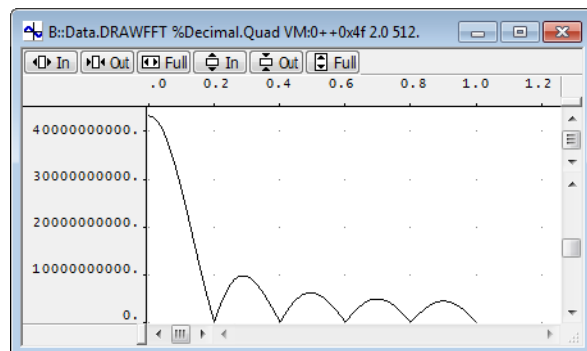 B::Data.DRAWFFT %Decimal.Quad VM:0++0x4f 2.0 512.
In Out Full In Out Full
.0 0.2 0.4 0.6 0.8 1.0 1.2
40000000000.
30000000000.
20000000000.
10000000000.
0.